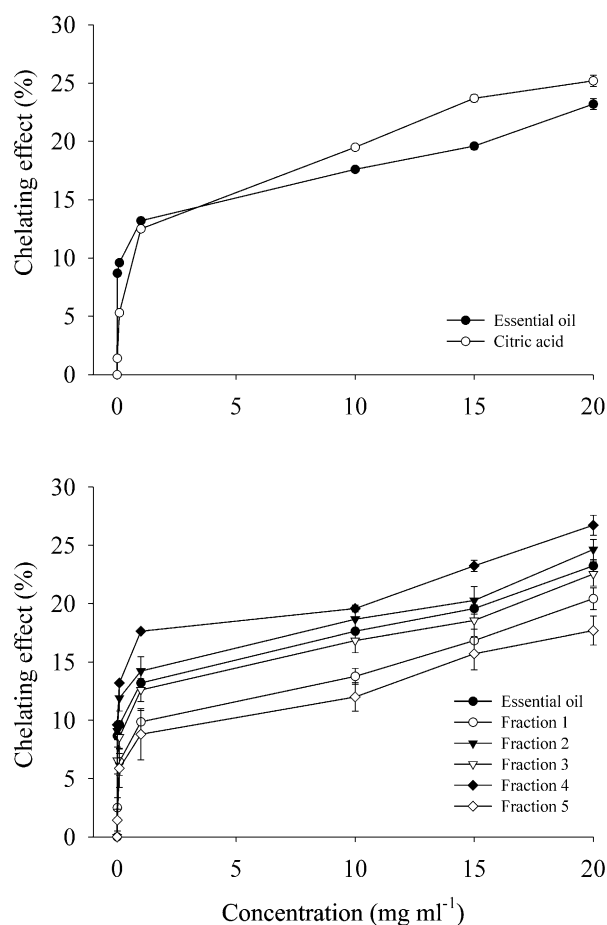 30
25
20
15
10
5
0
Chelating effect (%)
Essential oil
Citric acid
0 5 10 15 20
30
25
20
15
10
5
0
Chelating effect (%)
Essential oil
Fraction 1
Fraction 2
Fraction 3
Fraction 4
Fraction 5
0 5 10 15 20
Concentration (mg ml⁻¹)